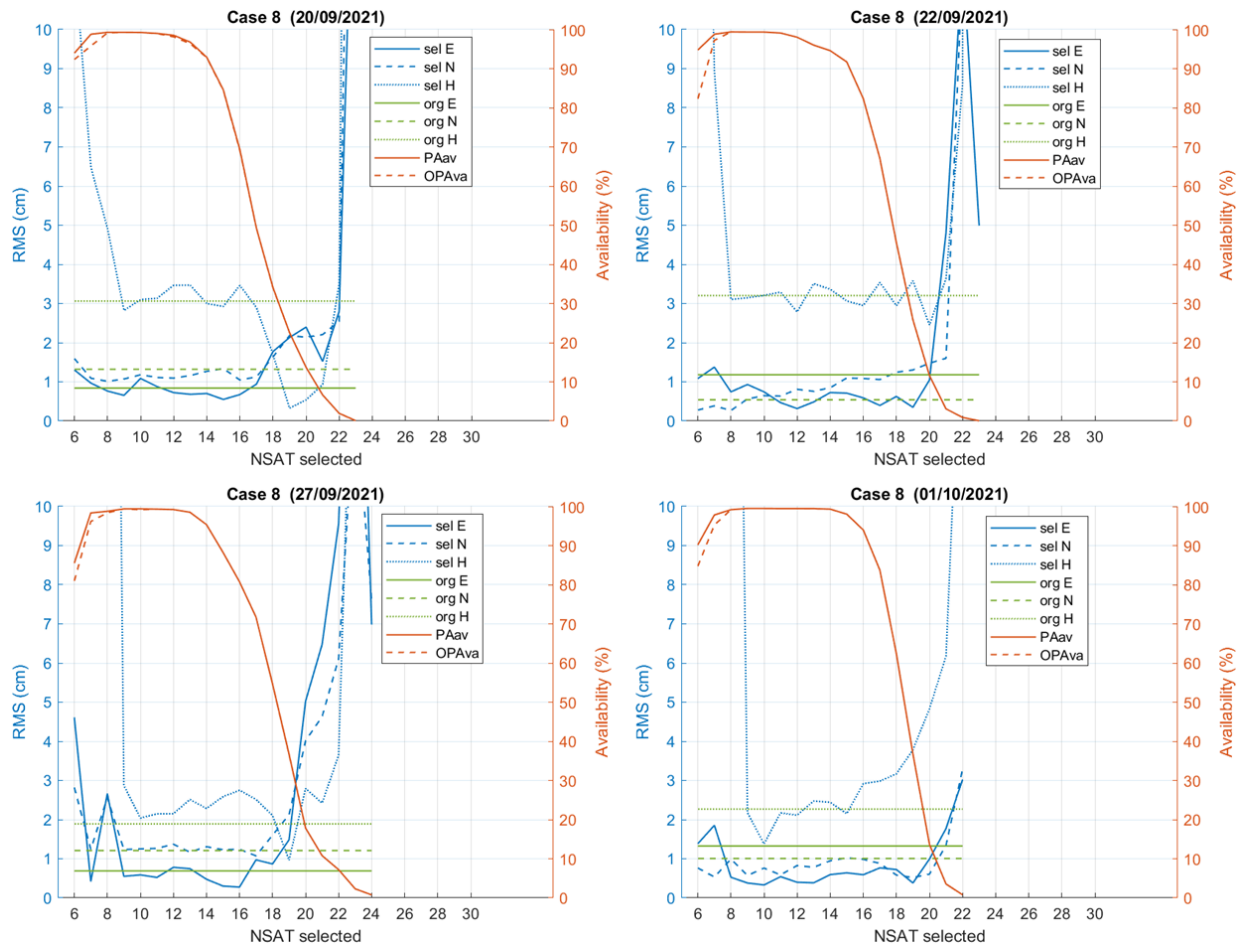 Case 8 (20/09/2021)
RMS (cm)
10
9
8
7
6
5
4
3
2
1
0
6 8 10 12 14 16 18 20 22 24 26 28 30
NSAT selected
100
90
80
70
60
50
40
30
20
10
0
Availability (%)
sel E
sel N
sel H
org E
org N
org H
PAav
OPAva
Case 8 (22/09/2021)
RMS (cm)
10
9
8
7
6
5
4
3
2
1
0
6 8 10 12 14 16 18 20 22 24 26 28 30
NSAT selected
100
90
80
70
60
50
40
30
20
10
0
Availability (%)
sel E
sel N
sel H
org E
org N
org H
PAav
OPAva
Case 8 (27/09/2021)
RMS (cm)
10
9
8
7
6
5
4
3
2
1
0
6 8 10 12 14 16 18 20 22 24 26 28 30
NSAT selected
100
90
80
70
60
50
40
30
20
10
0
Availability (%)
sel E
sel N
sel H
org E
org N
org H
PAav
OPAva
Case 8 (01/10/2021)
RMS (cm)
10
9
8
7
6
5
4
3
2
1
0
6 8 10 12 14 16 18 20 22 24 26 28 30
NSAT selected
100
90
80
70
60
50
40
30
20
10
0
Availability (%)
sel E
sel N
sel H
org E
org N
org H
PAav
OPAva